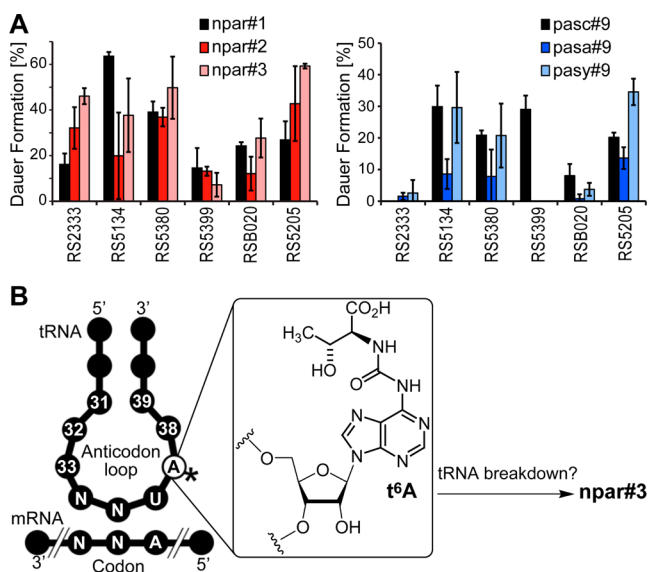 A
Dauer Formation [%]
60
40
20
0
npar#1
npar#2
npar#3
RS2333
RS5134
RS5380
RS5399
RSB020
RS5205
Dauer Formation [%]
50
40
30
20
10
0
pasc#9
pasa#9
pasy#9
RS2333
RS5134
RS5380
RS5399
RSB020
RS5205
B
5’ 3’
tRNA
31 39
32 38
33 Anticodon loop A *
N N U
mRNA
N N A
3’ Codon 5’
CO₂H
H₃C
NH
HO
O NH
N N
N N
O O
t⁶A
O OH
tRNA breakdown?
npar#3